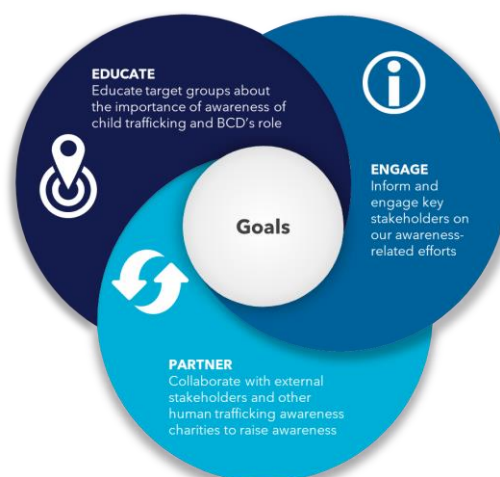 EDUCATE
Educate target groups about
the importance of awareness of
child trafficking and BCD's role
ENGAGE
Inform and
engage key
stakeholders on
our awareness-
related efforts
Goals
PARTNER
Collaborate with external
stakeholders and other
human trafficking awareness
charities to raise awareness